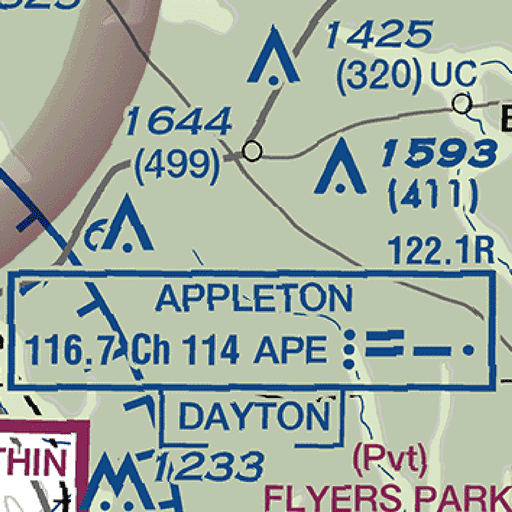 1425
(320) UC
1644
(499)
1593
(411)
122.1R
APPLETON
116.7 Ch 114 APE
DAYTON
THIN
1233
(Pvt)
FLYERS PARK